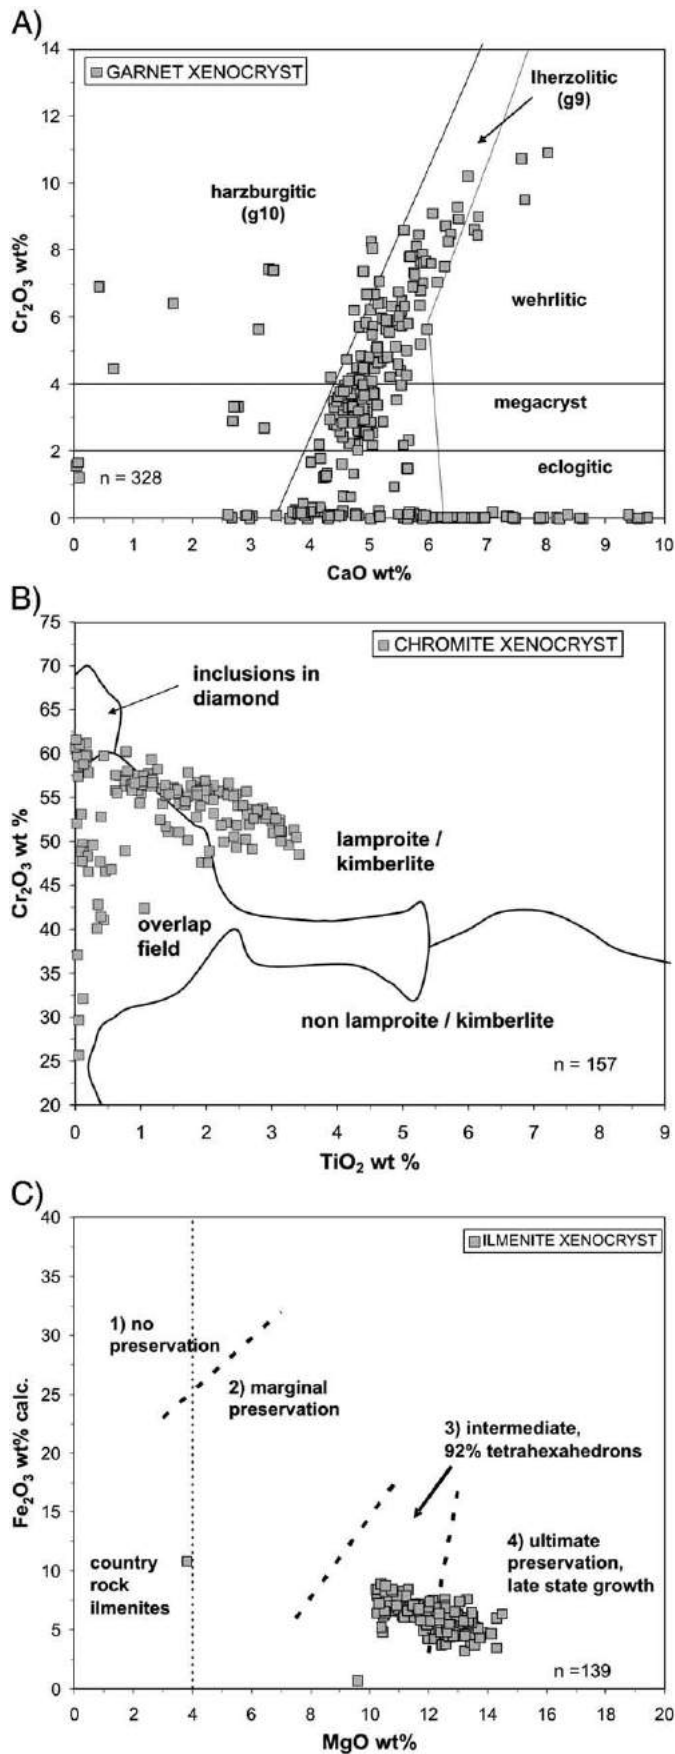 A)
14
12
10
8
6
4
2
0
Cr₂O₃ wt%
GARNET XENOCRYST
lherzolitic
(g9)
harzburgitic
(g10)
wehrlitic
megacryst
eclogitic
n = 328
0 1 2 3 4 5 6 7 8 9 10
CaO wt%
B)
75
70
65
60
55
50
45
40
35
30
25
20
Cr₂O₃ wt %
CHROMITE XENOCRYST
inclusions in
diamond
lamproite /
kimberlite
overlap
field
non lamproite / kimberlite
n = 157
0 1 2 3 4 5 6 7 8 9
TiO₂ wt %
C)
40
35
30
25
20
15
10
5
0
Fe₂O₃ wt% calc.
ILMENITE XENOCRYST
1) no
preservation
2) marginal
preservation
3) intermediate,
92% tetrahexahedrons
4) ultimate
preservation,
late state growth
country
rock
ilmenites
n =139
0 2 4 6 8 10 12 14 16 18 20
MgO wt%